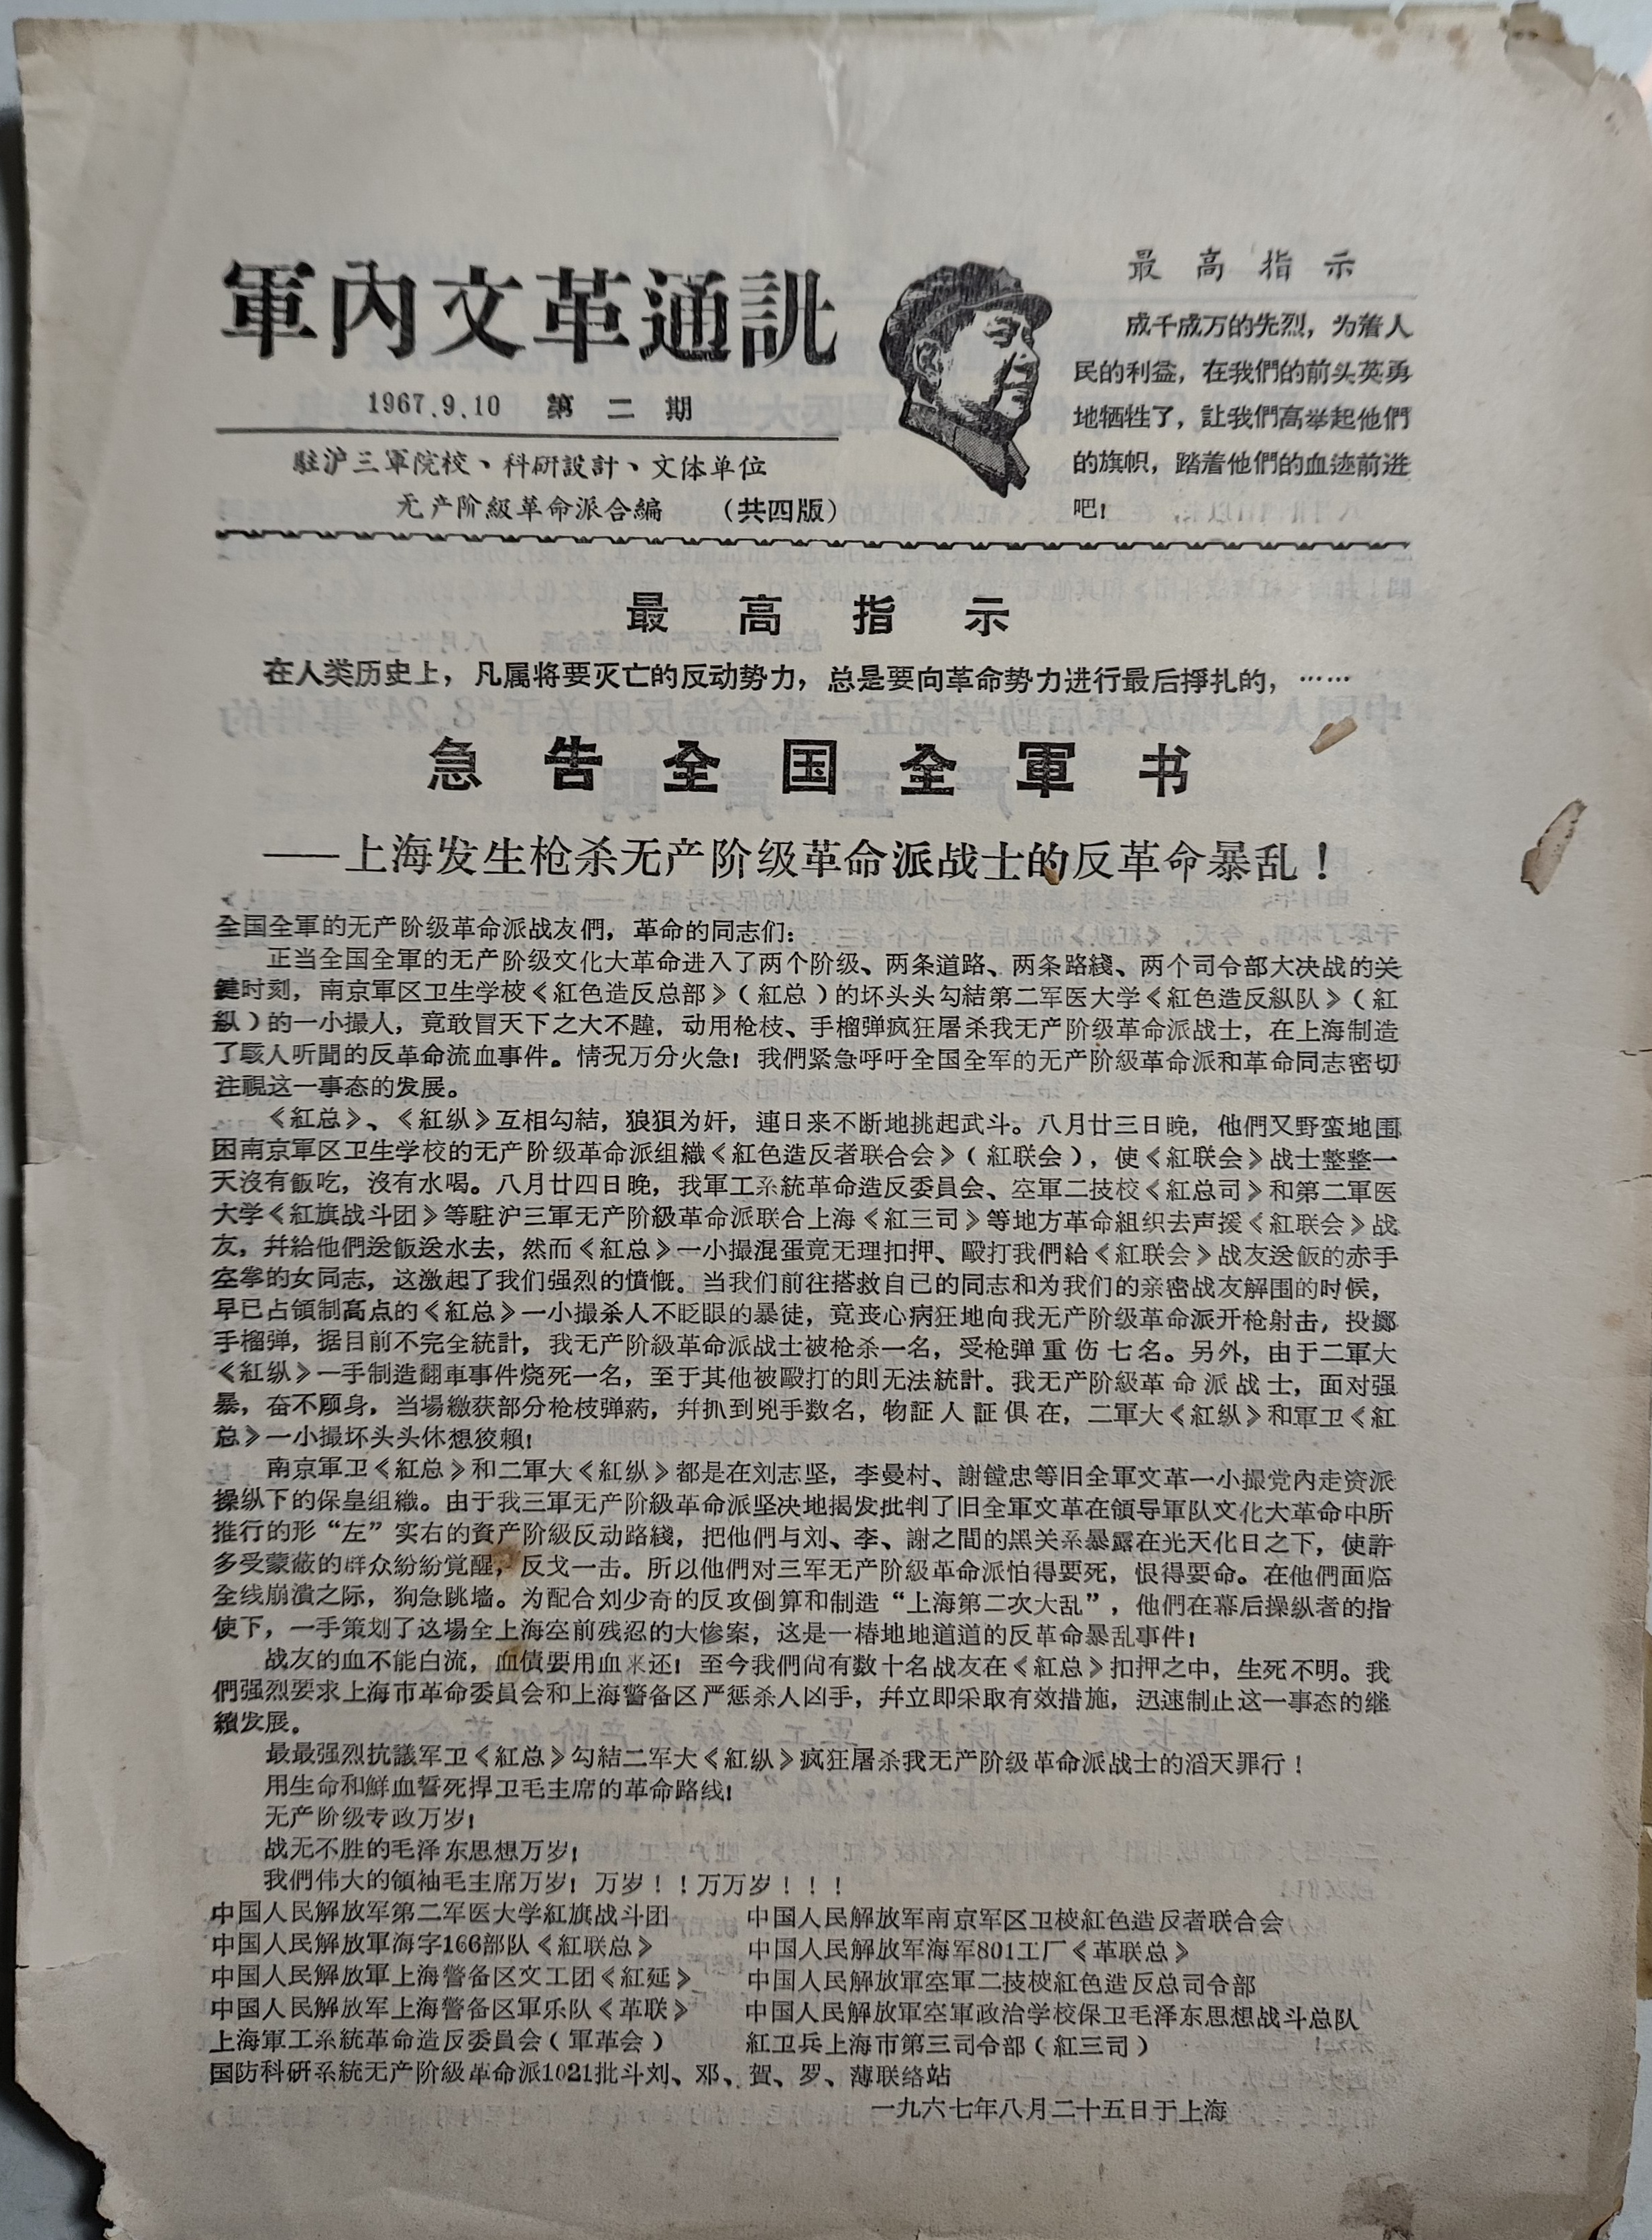 軍內文革通訊
1967.9.10 第二期
駐沪三軍院校、科研設計、文体单位
无产阶級革命派合編 （共四版）
最高指示
成千成万的先烈，为着人
民的利益，在我們的前头英勇
地牺牲了，讓我們高举起他們
的旗帜，踏着他們的血迹前进
吧！
最高指示
在人类历史上，凡属将要灭亡的反动势力，总是要向革命势力进行最后掙扎的，……
急告全国全軍书
——上海发生枪杀无产阶级革命派战士的反革命暴乱！
全国全軍的无产阶级革命派战友們，革命的同志们：
正当全国全軍的无产阶级文化大革命进入了两个阶级、两条道路、两条路綫、两个司令部大决战的关
鍵时刻，南京軍区卫生学校《紅色造反总部》（紅总）的坏头头勾結第二军医大学《紅色造反縱队》（紅
縱）的一小撮人，竟敢冒天下之大不韙，动用枪枝、手榴弹疯狂屠杀我无产阶级革命派战士，在上海制造
了駭人听聞的反革命流血事件。情况万分火急！我們紧急呼吁全国全军的无产阶級革命派和革命同志密切
注視这一事态的发展。
《紅总》、《紅纵》互相勾結，狼狽为奸，連日来不断地挑起武斗。八月廿三日晚，他們又野蛮地围
困南京軍区卫生学校的无产阶级革命派组織《紅色造反者联合会》（紅联会），使《紅联会》战士整整一
天沒有飯吃，沒有水喝。八月廿四日晚，我軍工系統革命造反委員会、空軍二技校《紅总司》和第二軍医
大学《紅旗战斗团》等駐沪三軍无产阶級革命派联合上海《紅三司》等地方革命組织去声援《紅联会》战
友，幷給他們送飯送水去，然而《紅总》一小撮混蛋竟无理扣押、毆打我們給《紅联会》战友送飯的赤手
空拳的女同志，这激起了我们强烈的憤慨。当我们前往搭救自己的同志和为我们的亲密战友解围的时候，
早已占領制高点的《紅总》一小撮杀人不眨眼的暴徒，竟丧心病狂地向我无产阶级革命派开枪射击，投擲
手榴弹，据目前不完全統計，我无产阶級革命派战士被枪杀一名，受枪弹重伤七名。另外，由于二軍大
《紅纵》一手制造翻車事件烧死一名，至于其他被毆打的則无法統計。我无产阶級革命派战士，面对强
暴，奋不顾身，当場繳获部分枪枝弹药，幷抓到兇手数名，物証人証俱在，二軍大《紅纵》和軍卫《紅
总》一小撮坏头头休想狡賴！
南京軍卫《紅总》和二軍大《紅纵》都是在刘志坚，李曼村、謝鏜忠等旧全軍文革一小撮党內走资派
操纵下的保皇组織。由于我三軍无产阶級革命派坚决地揭发批判了旧全軍文革在領导軍队文化大革命中所
推行的形“左”实右的資产阶級反动路綫，把他們与刘、李、謝之間的黑关系暴露在光天化日之下，使許
多受蒙蔽的群众紛紛覚醒，反戈一击。所以他們对三军无产阶級革命派怕得要死，恨得要命。在他們面临
全线崩潰之际，狗急跳墙。为配合刘少奇的反攻倒算和制造“上海第二次大乱”，他們在幕后操纵者的指
使下，一手策划了这場全上海空前残忍的大惨案，这是一樁地地道道的反革命暴乱事件！
战友的血不能白流，血债要用血来还！至今我們尙有数十名战友在《紅总》扣押之中，生死不明。我
們强烈要求上海市革命委員会和上海警备区严惩杀人凶手，幷立即采取有效措施，迅速制止这一事态的继
續发展。
最最强烈抗議军卫《紅总》勾結二军大《紅纵》疯狂屠杀我无产阶级革命派战士的滔天罪行！
用生命和鮮血誓死捍卫毛主席的革命路线！
无产阶级专政万岁！
战无不胜的毛泽东思想万岁！
我們伟大的領袖毛主席万岁！万岁！！万万岁！！！
中国人民解放军第二军医大学紅旗战斗团 中国人民解放军南京军区卫校紅色造反者联合会
中国人民解放軍海字166部队《紅联总》 中国人民解放军海军801工厂《革联总》
中国人民解放軍上海警备区文工团《紅延》 中国人民解放軍空軍二技校紅色造反总司令部
中国人民解放军上海警备区軍乐队《革联》 中国人民解放軍空軍政治学校保卫毛泽东思想战斗总队
上海軍工系統革命造反委員会（軍革会） 紅卫兵上海市第三司令部（紅三司）
国防科研系統无产阶級革命派1021批斗刘、邓、賀、罗、薄联络站
一九六七年八月二十五日于上海